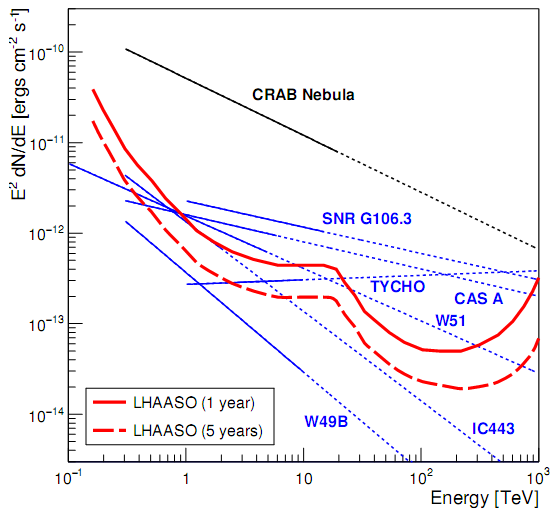 E² dN/dE [ergs cm⁻² s⁻¹]
10⁻¹⁰
10⁻¹¹
10⁻¹²
10⁻¹³
10⁻¹⁴
CRAB Nebula
SNR G106.3
TYCHO
CAS A
W51
W49B
IC443
LHAASO (1 year)
LHAASO (5 years)
10⁻¹
1
10
10²
10³
Energy [TeV]